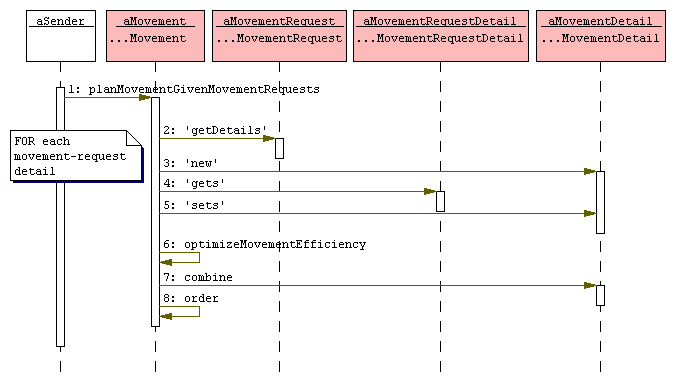 aSender
aMovement
...Movement
aMovementRequest
...MovementRequest
aMovementRequestDetail
...MovementRequestDetail
aMovementDetail
...MovementDetail
1: planMovementGivenMovementRequests
2: 'getDetails'
FOR each
movement-request
detail
3: 'new'
4: 'gets'
5: 'sets'
6: optimizeMovementEfficiency
7: combine
8: order